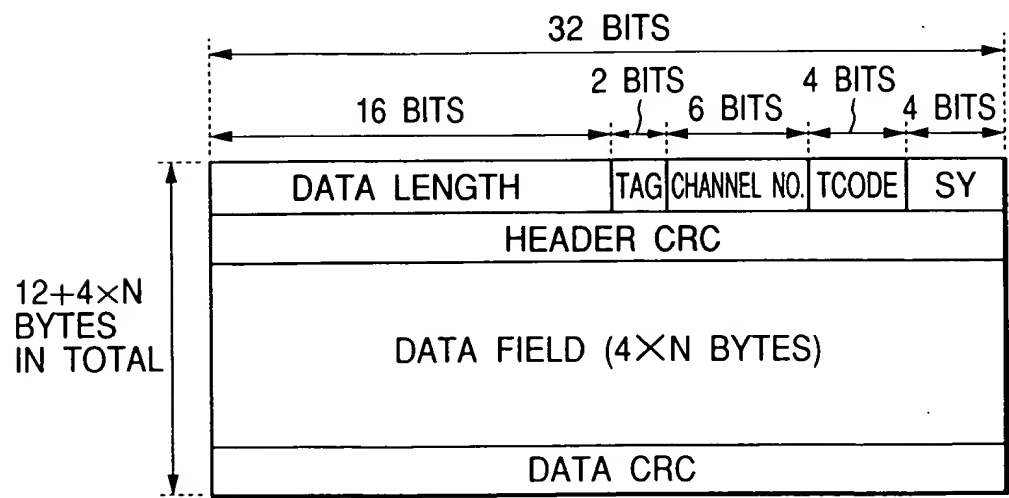 32 BITS
2 BITS 4 BITS
16 BITS 6 BITS 4 BITS
DATA LENGTH TAG CHANNEL NO. TCODE SY
HEADER CRC
12+4×N
BYTES
IN TOTAL
DATA FIELD (4×N BYTES)
DATA CRC